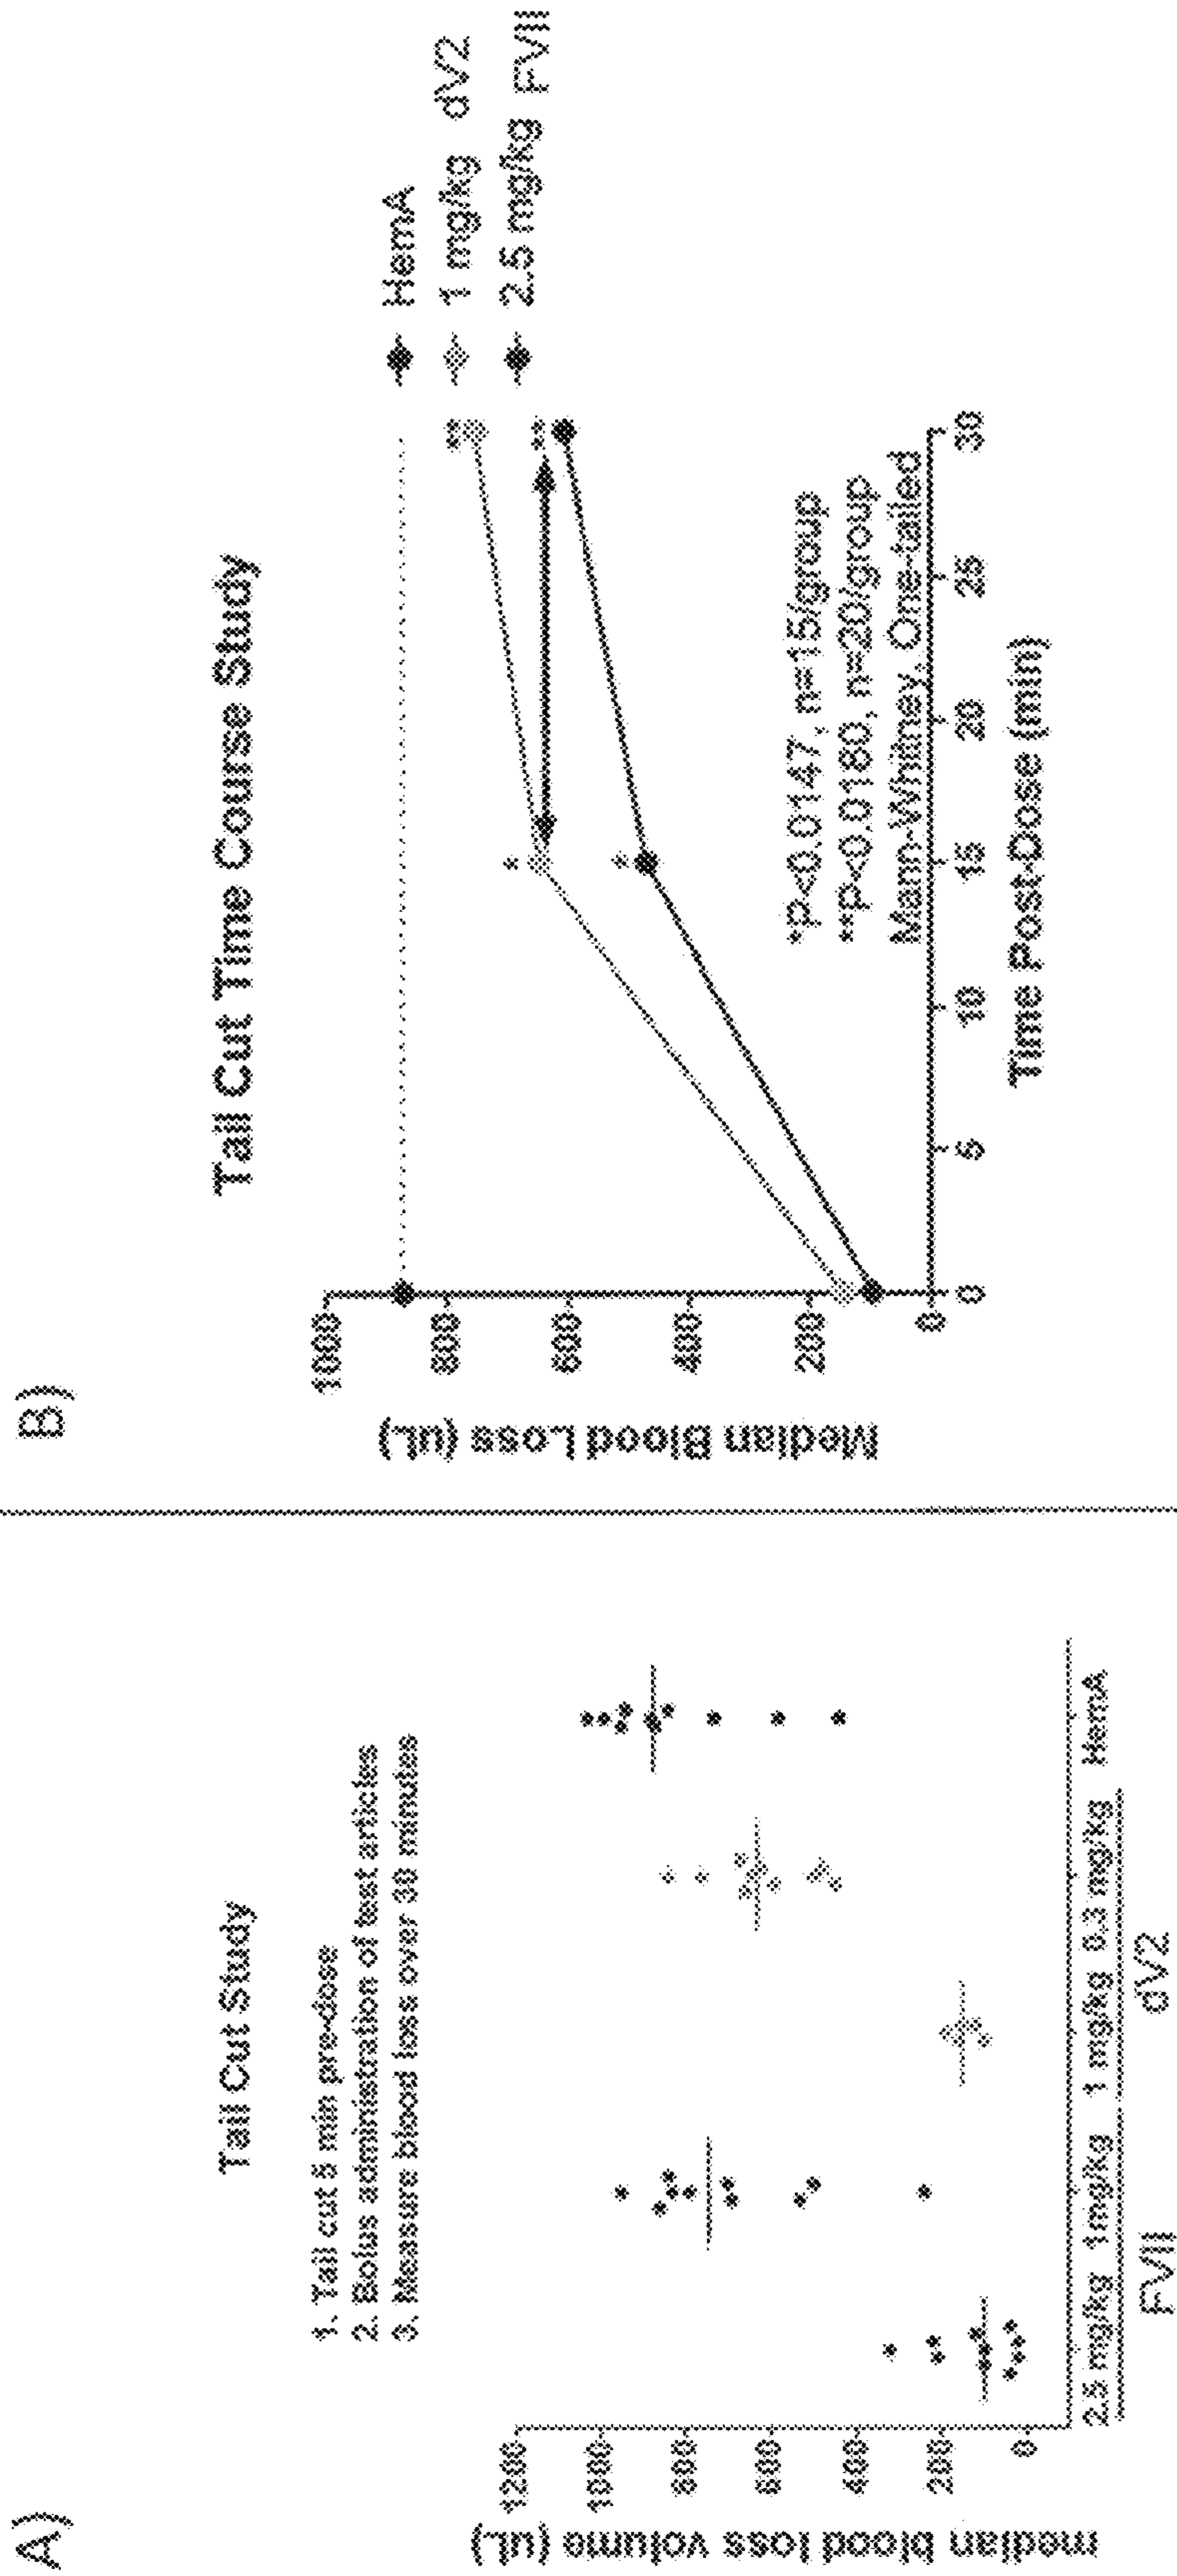 A)
Tail Cut Study
1. Tail cut 5 min pre-dose
2. Bolus administration of test articles
3. Measure blood loss over 30 minutes
median blood loss volume (uL)
1200
1000
800
600
400
200
0
2.5 mg/kg 1mg/kg 1 mg/kg 0.3 mg/kg HemA
FVII dV2
B)
Tail Cut Time Course Study
Median Blood Loss (uL)
1000
800
600
400
200
0
0 5 10 15 20 25 30
Time Post-Dose (min)
*
*
**
**
*P<0.0147, n=15/group
**P<0.0180, n=20/group
Mann-Whitney, One-tailed
HemA
1 mg/kg dV2
2.5 mg/kg FVII